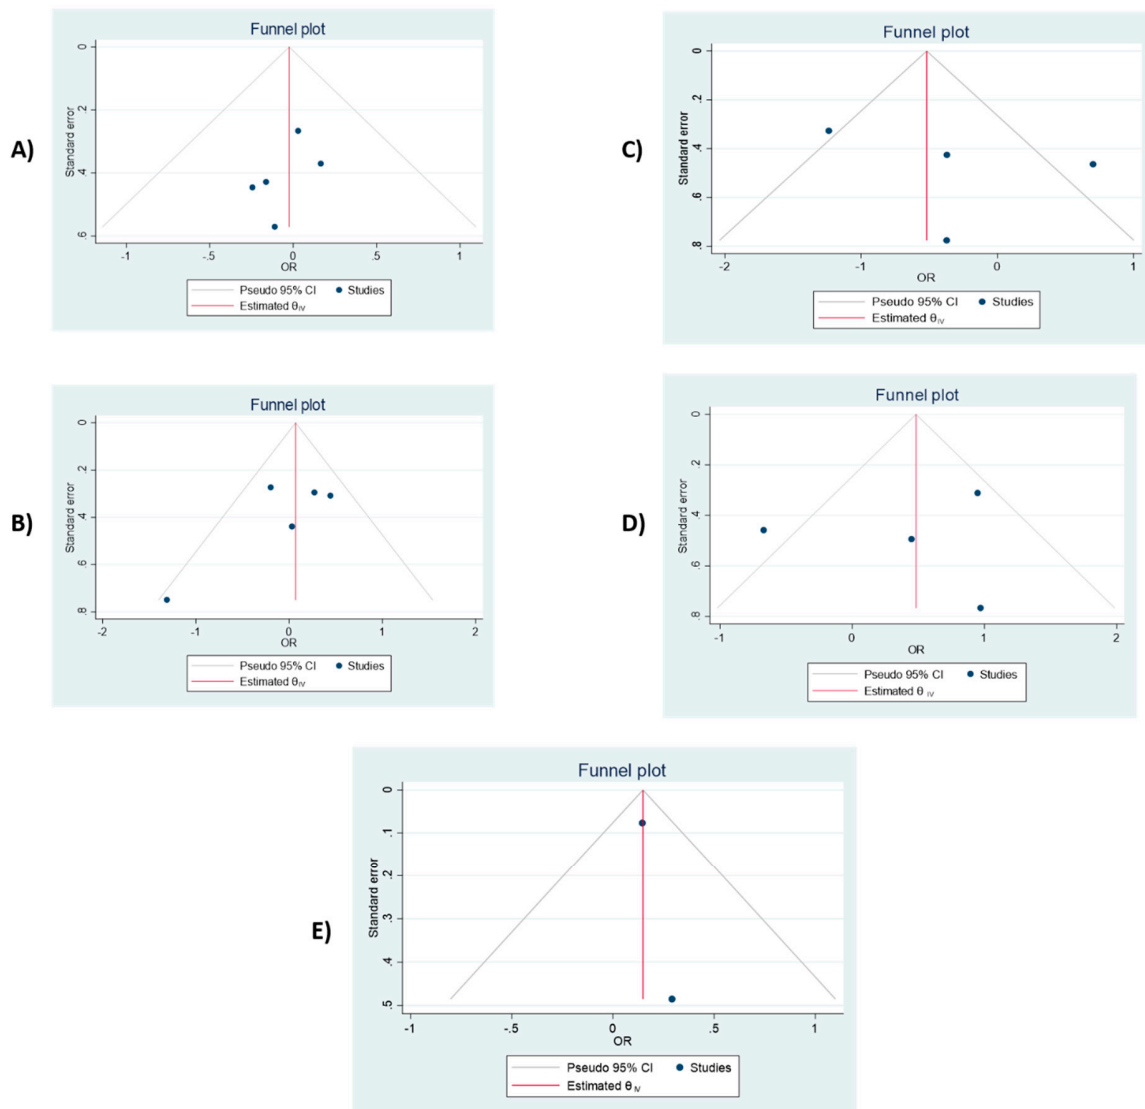 A)
Funnel plot
Standard error
0
.2
.4
.6
-1
-.5
0
.5
1
OR
Pseudo 95% CI
Studies
Estimated θIV
C)
Funnel plot
Standard error
0
.2
.4
.6
.8
-2
-1
0
1
OR
Pseudo 95% CI
Studies
Estimated θIV
B)
Funnel plot
Standard error
0
.2
.4
.6
.8
-2
-1
0
1
2
OR
Pseudo 95% CI
Studies
Estimated θIV
D)
Funnel plot
Standard error
0
.2
.4
.6
.8
-1
0
1
2
OR
Pseudo 95% CI
Studies
Estimated θ IV
E)
Funnel plot
Standard error
0
.1
.2
.3
.4
.5
-1
-.5
0
.5
1
OR
Pseudo 95% CI
Studies
Estimated θIV